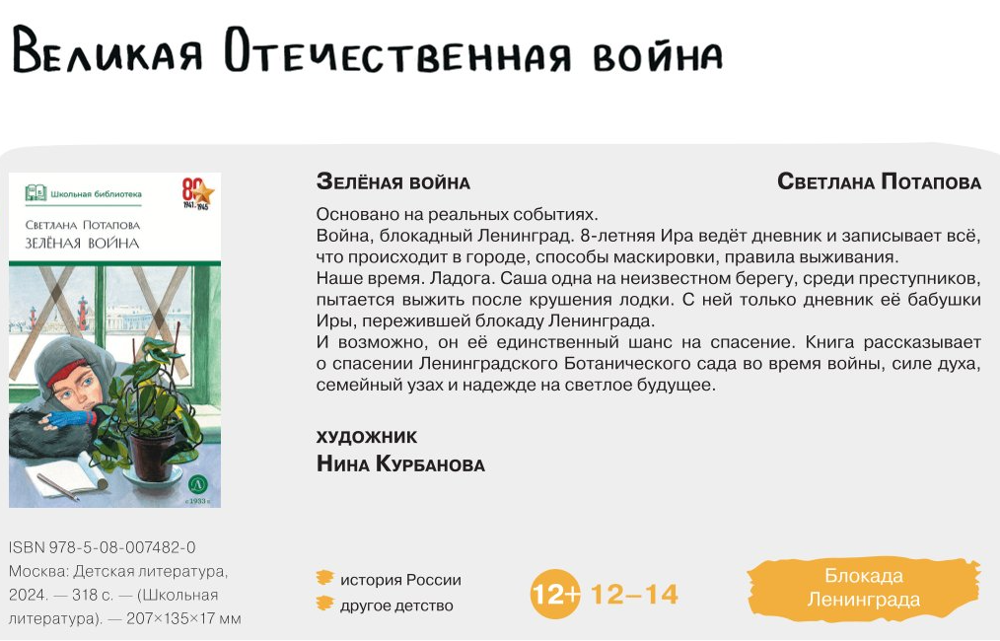 Великая Отечественная война
Школьная библиотека
80
1941-1945
Светлана Потапова
Зелёная война
«1933»
ISBN 978-5-08-007482-0
Москва: Детская литература,
2024. — 318 с. — (Школьная
литература). — 207×135×17 мм
Зелёная война
Светлана Потапова
Основано на реальных событиях.
Война, блокадный Ленинград. 8-летняя Ира ведёт дневник и записывает всё,
что происходит в городе, способы маскировки, правила выживания.
Наше время. Ладога. Саша одна на неизвестном берегу, среди преступников,
пытается выжить после крушения лодки. С ней только дневник её бабушки
Иры, пережившей блокаду Ленинграда.
И возможно, он её единственный шанс на спасение. Книга рассказывает
о спасении Ленинградского Ботанического сада во время войны, силе духа,
семейный узах и надежде на светлое будущее.
художник
Нина Курбанова
история России
другое детство
12+ 12–14
Блокада
Ленинграда